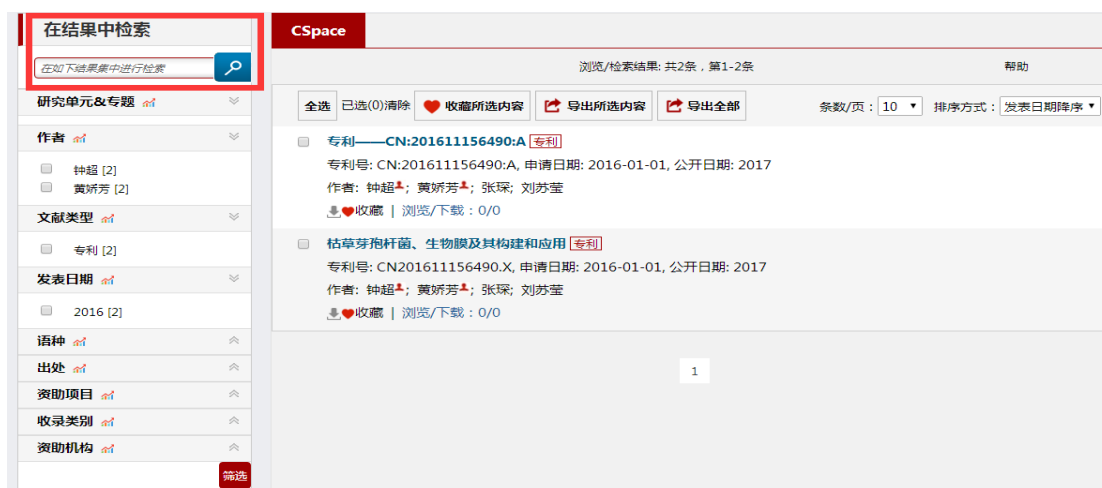 在结果中检索
在如下结果集中进行检索
研究单元&专题
作者
钟超 [2]
黄娇芳 [2]
文献类型
专利 [2]
发表日期
2016 [2]
语种
出处
资助项目
收录类别
资助机构
筛选
CSpace
浏览/检索结果: 共2条，第1-2条 帮助
全选 已选(0)清除 收藏所选内容 导出所选内容 导出全部 条数/页： 10 排序方式： 发表日期降序
专利——CN:201611156490:A 专利
专利号: CN:201611156490:A, 申请日期: 2016-01-01, 公开日期: 2017
作者: 钟超; 黄娇芳; 张琛; 刘苏莹
收藏 | 浏览/下载：0/0
枯草芽孢杆菌、生物膜及其构建和应用 专利
专利号: CN201611156490.X, 申请日期: 2016-01-01, 公开日期: 2017
作者: 钟超; 黄娇芳; 张琛; 刘苏莹
收藏 | 浏览/下载：0/0
1